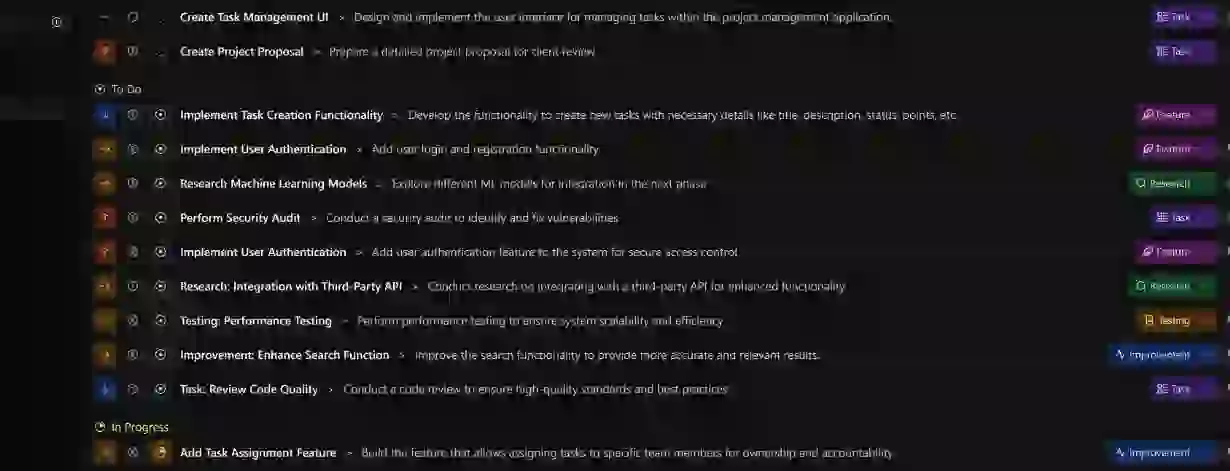 Create Task Management UI > Design and implement the user interface for managing tasks within the project management application. Task
Create Project Proposal > Prepare a detailed project proposal for client review Task
To Do
Implement Task Creation Functionality > Develop the functionality to create new tasks with necessary details like title, description, status, points, etc Feature
Implement User Authentication > Add user login and registration functionality Feature
Research Machine Learning Models > Explore different ML models for integration in the next phase Research
Perform Security Audit > Conduct a security audit to identify and fix vulnerabilities Task
Implement User Authentication > Add user authentication feature to the system for secure access control Feature
Research: Integration with Third-Party API > Conduct research on integrating with a third-party API for enhanced functionality Research
Testing: Performance Testing > Perform performance testing to ensure system scalability and efficiency Testing
Improvement: Enhance Search Function > Improve the search functionality to provide more accurate and relevant results. Improvement
Task: Review Code Quality > Conduct a code review to ensure high-quality standards and best practices Task
In Progress
Add Task Assignment Feature > Build the feature that allows assigning tasks to specific team members for ownership and accountability Improvement